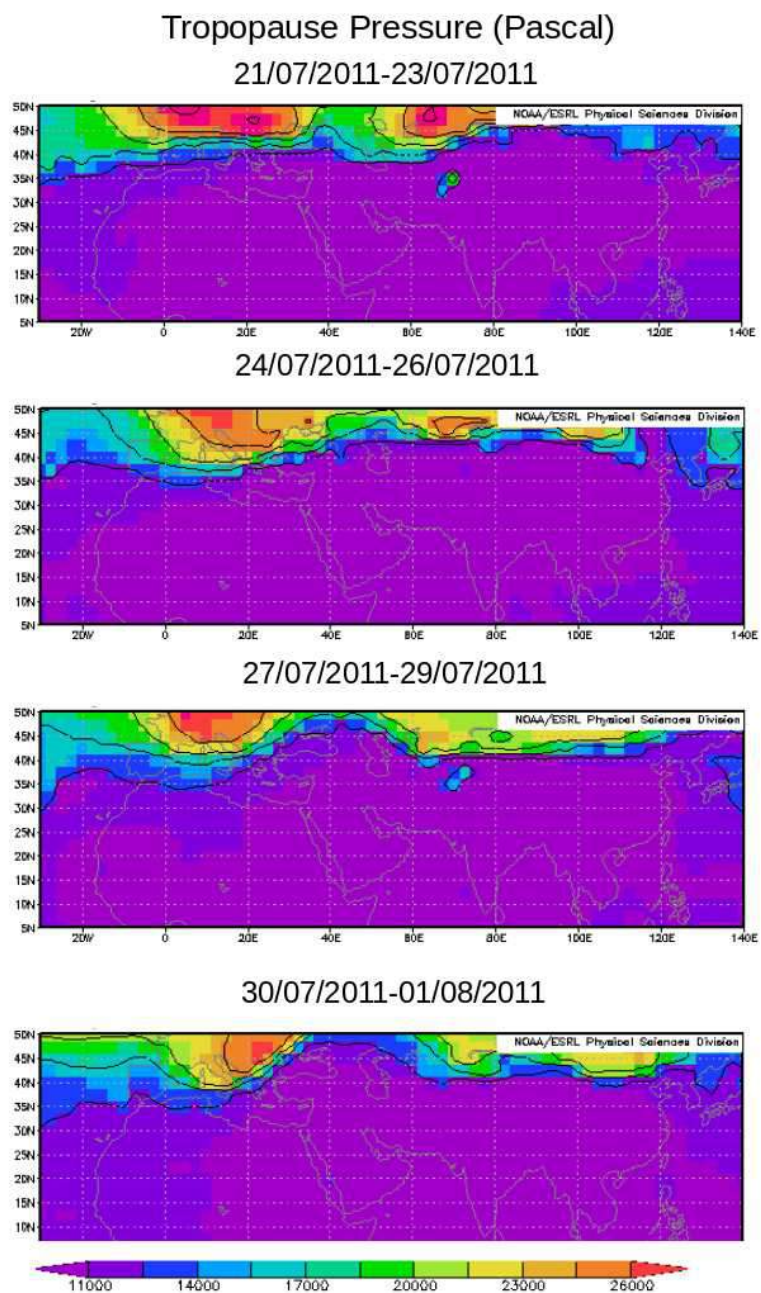 Tropopause Pressure (Pascal)
21/07/2011-23/07/2011
50N
NOAA/ESRL Physical Sciences Division
45N
40N
35N
30N
25N
20N
15N
10N
5N
20W 0 20E 40E 60E 80E 100E 120E 140E
24/07/2011-26/07/2011
50N
NOAA/ESRL Physical Sciences Division
45N
40N
35N
30N
25N
20N
15N
10N
5N
20W 0 20E 40E 60E 80E 100E 120E 140E
27/07/2011-29/07/2011
50N
NOAA/ESRL Physical Sciences Division
45N
40N
35N
30N
25N
20N
15N
10N
5N
20W 0 20E 40E 60E 80E 100E 120E 140E
30/07/2011-01/08/2011
50N
NOAA/ESRL Physical Sciences Division
45N
40N
35N
30N
25N
20N
15N
10N
11000 14000 17000 20000 23000 26000